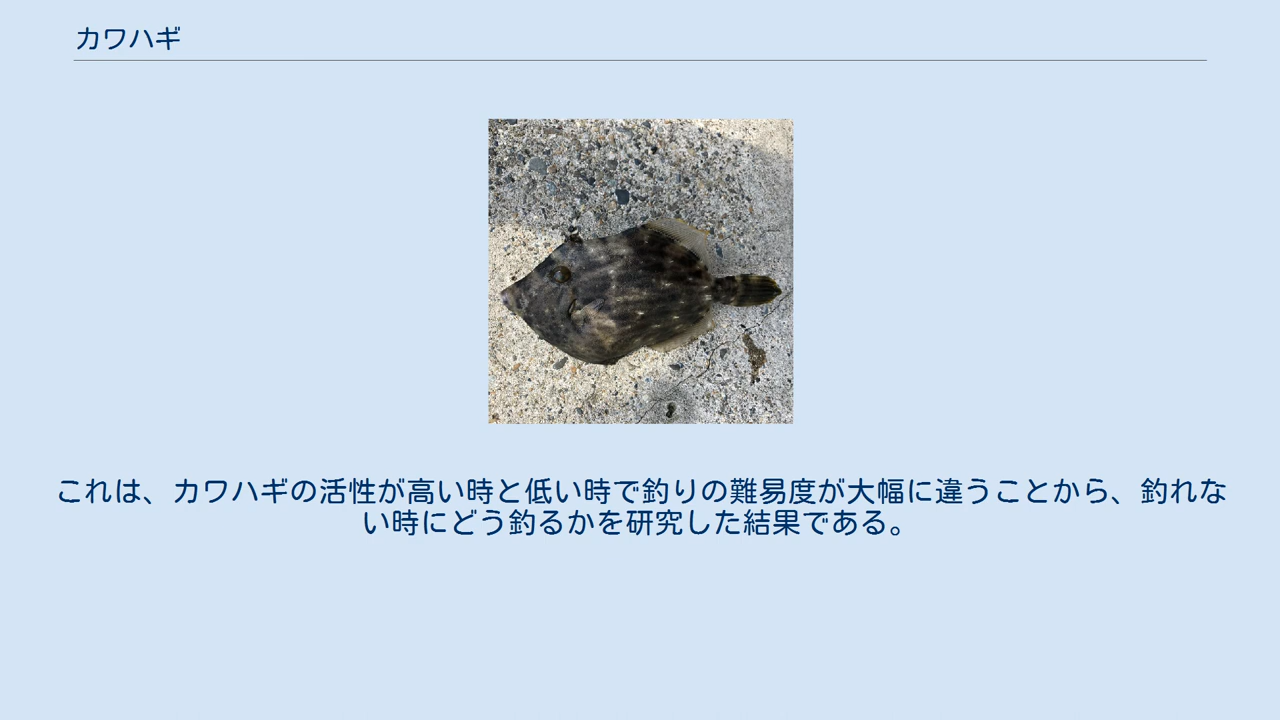 カワハギ
これは、カワハギの活性が高い時と低い時で釣りの難易度が大幅に違うことから、釣れな
い時にどう釣るかを研究した結果である。